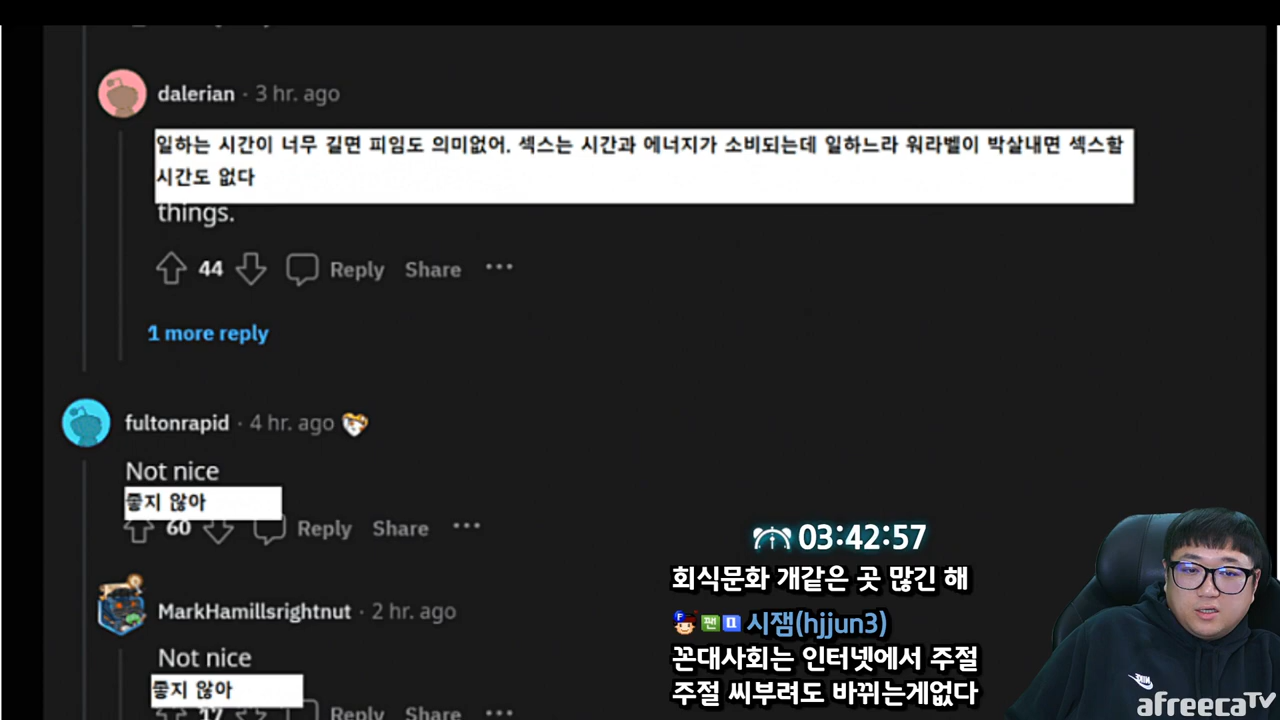 dalerian · 3 hr. ago
일하는 시간이 너무 길면 피임도 의미없어. 섹스는 시간과 에너지가 소비되는데 일하느라 워라벨이 박살내면 섹스할
시간도 없다
things.
44 Reply Share ...
1 more reply
fultonrapid · 4 hr. ago
Not nice
좋지 않아
60 Reply Share ...
MarkHamillsrightnut · 2 hr. ago
Not nice
좋지 않아
17 Reply Share ...
03:42:57
회식문화 개같은 곳 많긴 해
F 팬 시잼(hjjun3)
꼰대사회는 인터넷에서 주절
주절 씨부려도 바뀌는게없다
afreecaTV